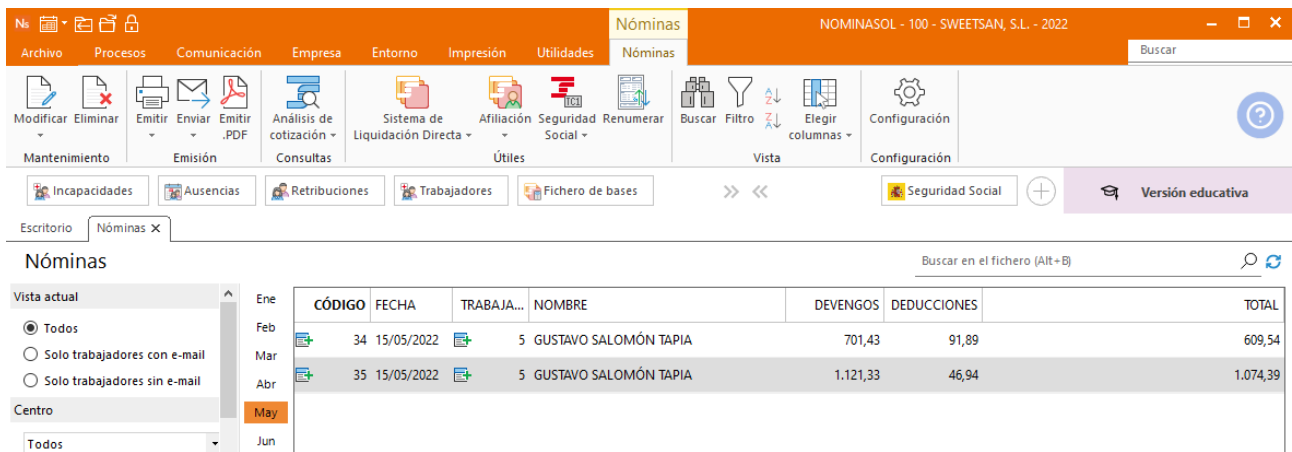 Ns Nóminas NOMINASOL - 100 - SWEETSAN, S.L. - 2022
Archivo Procesos Comunicación Empresa Entorno Impresión Utilidades Nóminas Buscar
TC1
Modificar Eliminar Emitir Enviar Emitir .PDF Análisis de cotización Sistema de Liquidación Directa Afiliación Seguridad Social Renumerar Buscar Filtro Elegir columnas Configuración
Mantenimiento Emisión Consultas Útiles Vista Configuración
Incapacidades Ausencias Retribuciones Trabajadores Fichero de bases Seguridad Social Versión educativa
Escritorio Nóminas
Nóminas Buscar en el fichero (Alt+B)
Vista actual
Todos
Solo trabajadores con e-mail
Solo trabajadores sin e-mail
Centro
Todos
Ene
Feb
Mar
Abr
May
Jun
CÓDIGO FECHA TRABAJA... NOMBRE DEVENGOS DEDUCCIONES TOTAL
34 15/05/2022 5 GUSTAVO SALOMÓN TAPIA 701,43 91,89 609,54
35 15/05/2022 5 GUSTAVO SALOMÓN TAPIA 1.121,33 46,94 1.074,39